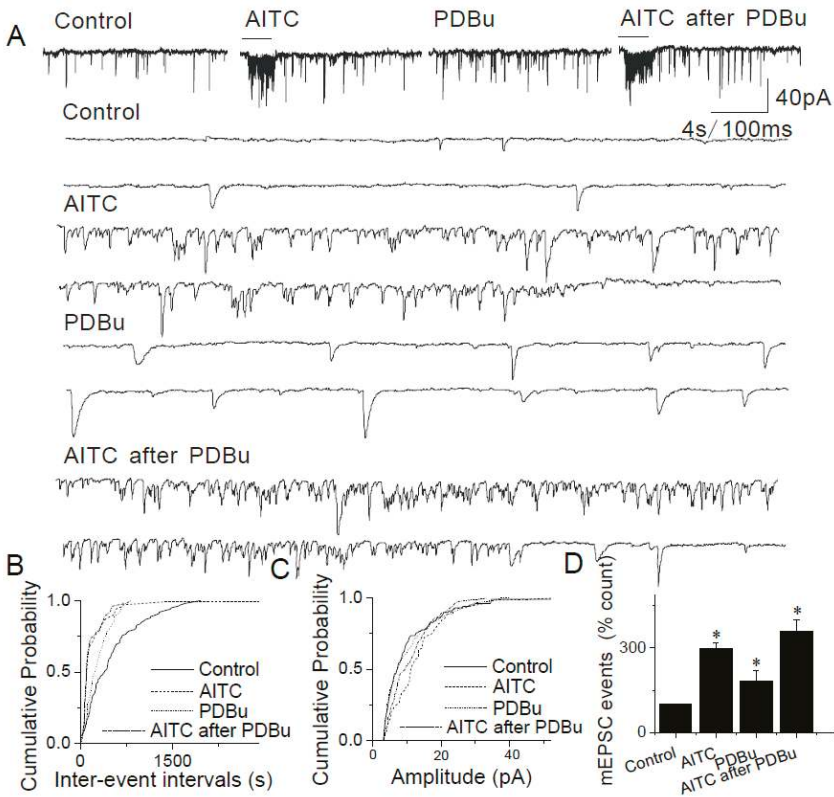 A
Control
AITC
PDBu
AITC after PDBu
40pA
4s/100ms
Control
AITC
PDBu
AITC after PDBu
B
Cumulative Probability
1.0
0.5
0.0
Control
AITC
PDBu
AITC after PDBu
0
1500
Inter-event intervals (s)
C
Cumulative Probability
1.0
0.5
0.0
Control
AITC
PDBu
AITC after PDBu
0
20
40
Amplitude (pA)
D
mEPSC events (% count)
300
0
*
*
*
Control
AITC
PDBu
AITC after PDBu